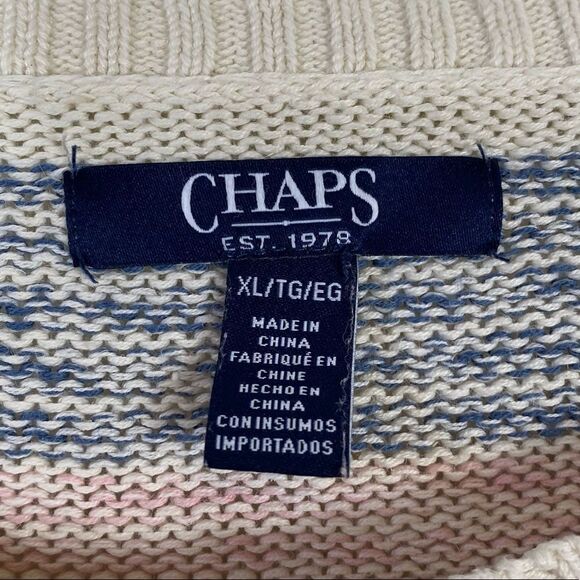 CHAPS
EST. 1978
XL/TG/EG
MADE IN
CHINA
FABRIQUÉ EN
CHINE
HECHO EN
CHINA
CON INSUMOS
IMPORTADOS